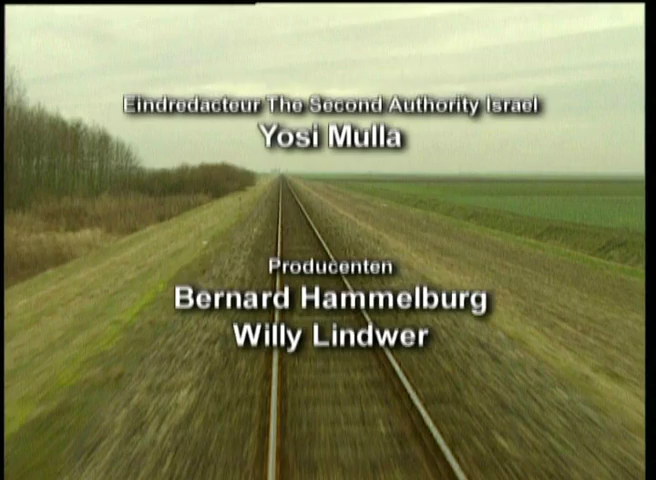 Eindredacteur The Second Authority Israel
Yosi Mulla
Producenten
Bernard Hammelburg
Willy Lindwer